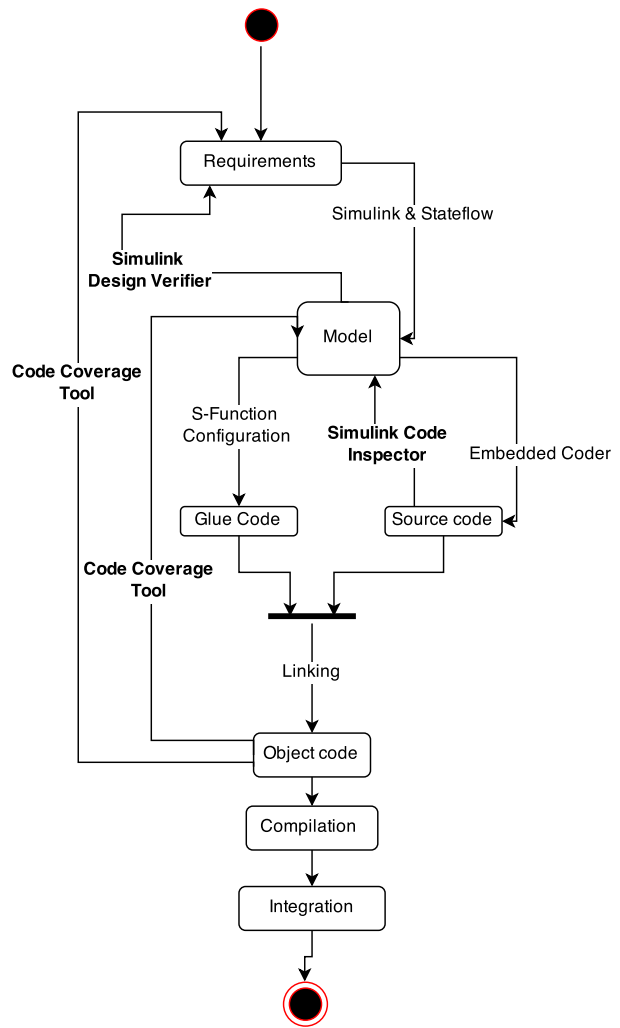 Requirements
Simulink & Stateflow
Simulink
Design Verifier
Model
Code Coverage
Tool
S-Function
Configuration
Simulink Code
Inspector
Embedded Coder
Glue Code
Source code
Code Coverage
Tool
Linking
Object code
Compilation
Integration